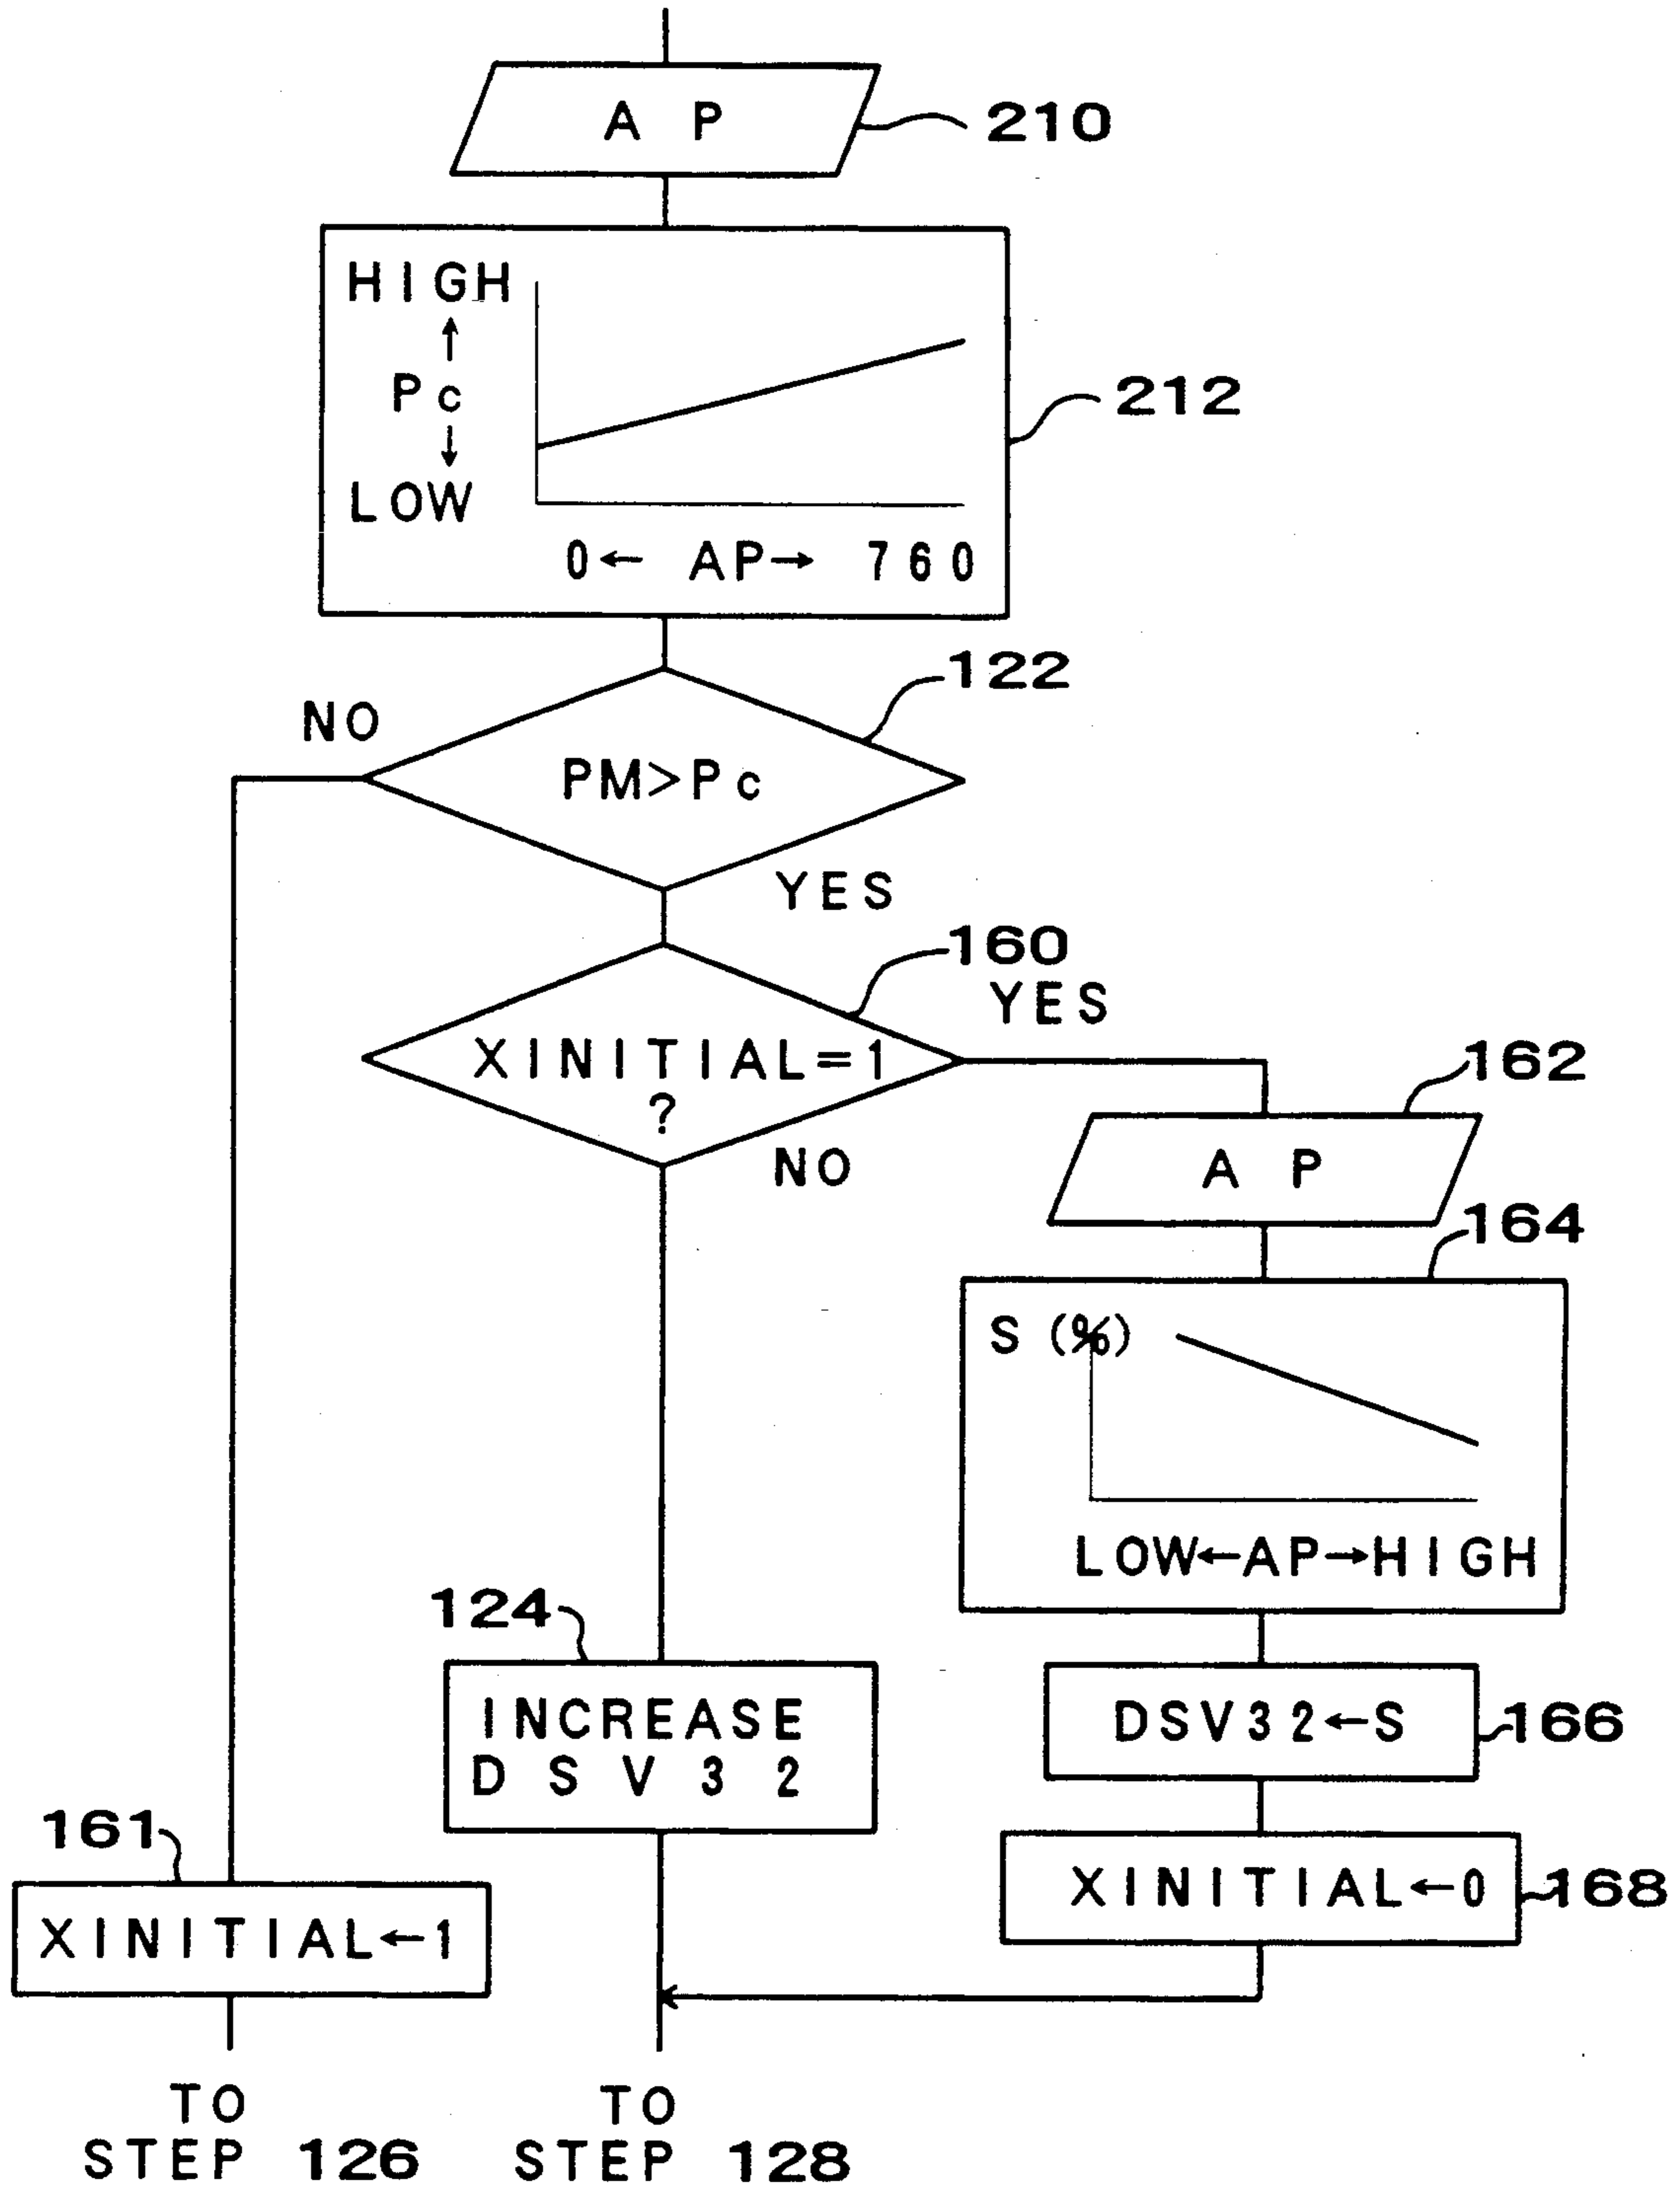 A P
210
HIGH
↑
Pc
↓
LOW
0← AP→ 760
212
122
NO
PM>Pc
YES
160
YES
XINITIAL=1
?
NO
162
A P
164
S (%)
LOW←AP→HIGH
124
INCREASE
DSV32
DSV32←S
166
161
XINITIAL←1
XINITIAL←0
168
TO
STEP 126
TO
STEP 128